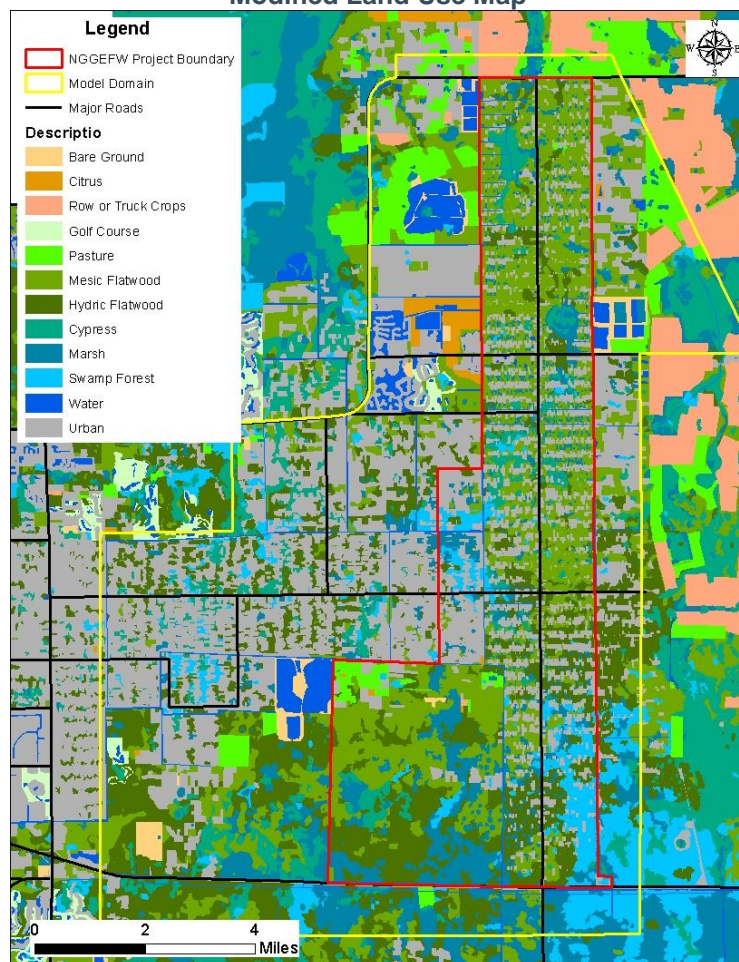 Modified Land Use Map
Legend
NGGEFW Project Boundary
Model Domain
Major Roads
Descriptio
Bare Ground
Citrus
Row or Truck Crops
Golf Course
Pasture
Mesic Flatwood
Hydric Flatwood
Cypress
Marsh
Swamp Forest
Water
Urban
N
W
E
S
0 2 4
Miles